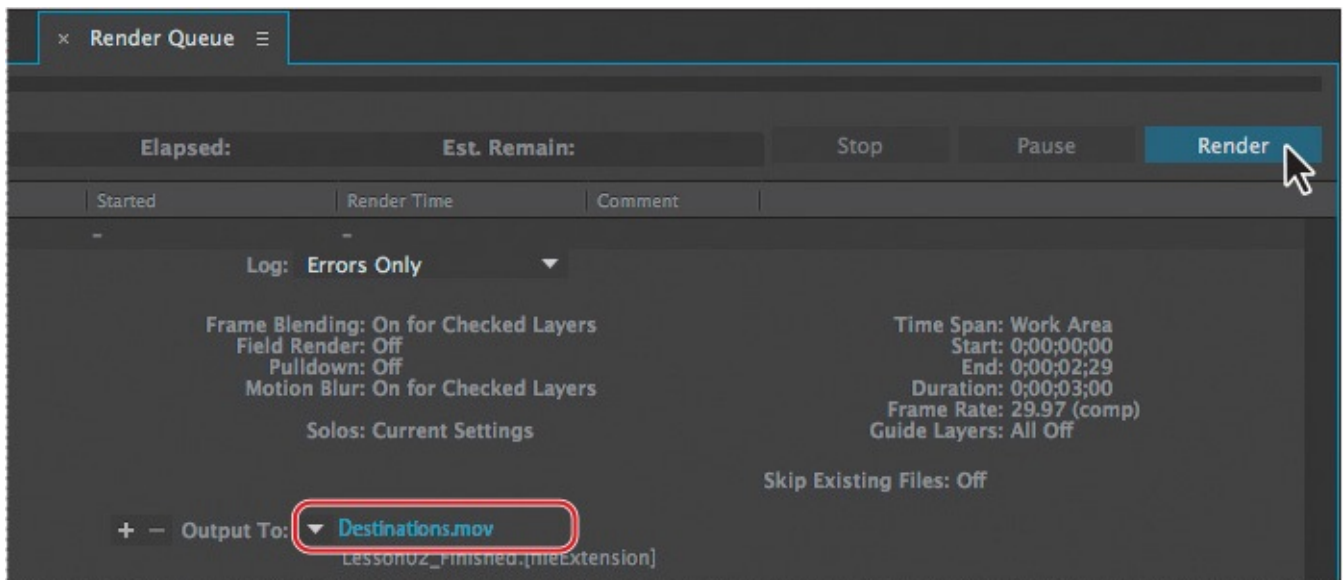 × Render Queue ≡
Elapsed: Est. Remain: Stop Pause Render
Started Render Time Comment
- -
Log: Errors Only
Frame Blending: On for Checked Layers
Field Render: Off
Pulldown: Off
Motion Blur: On for Checked Layers
Solos: Current Settings
Time Span: Work Area
Start: 0;00;00;00
End: 0;00;02;29
Duration: 0;00;03;00
Frame Rate: 29.97 (comp)
Guide Layers: All Off
Skip Existing Files: Off
+ − Output To: Destinations.mov
Lesson02_Finished.[fileExtension]